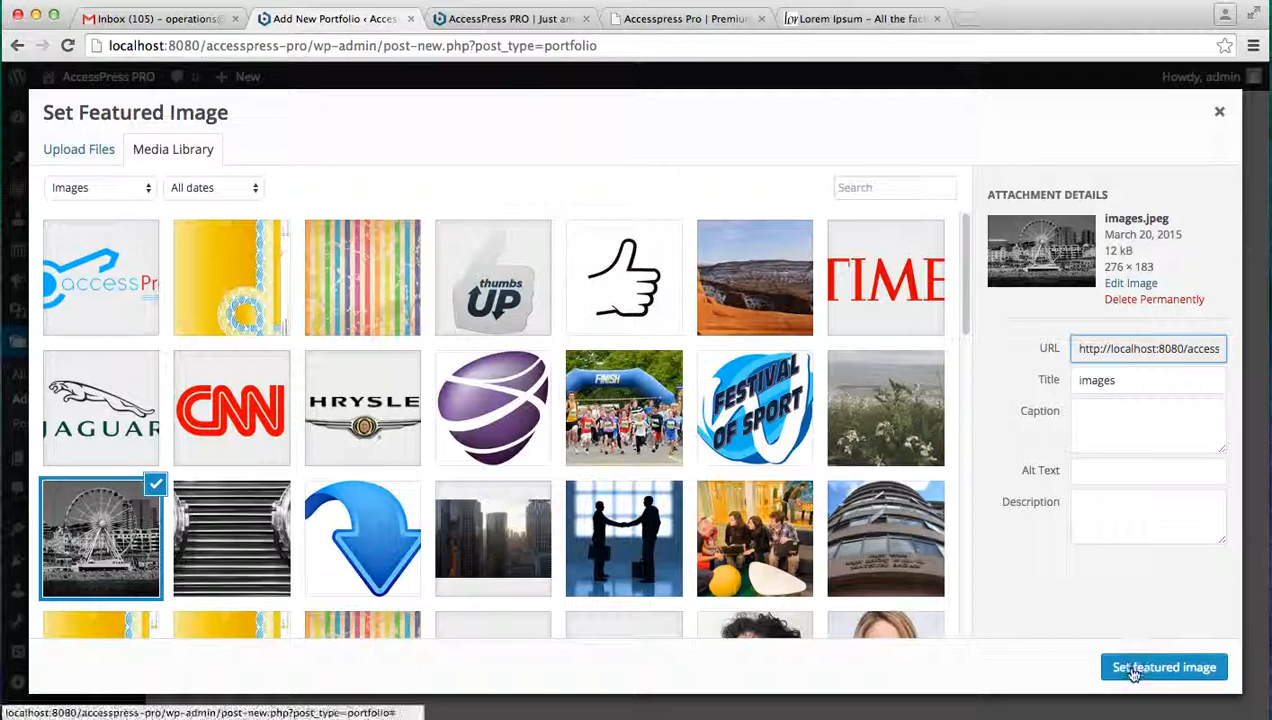 Inbox (105) – operations@
Add New Portfolio ‹ Acces
AccessPress PRO | Just an
Accesspress Pro | Premium
Lorem Ipsum - All the fac
localhost:8080/accesspress-pro/wp-admin/post-new.php?post_type=portfolio
AccessPress PRO
New
Howdy, admin
Set Featured Image
Upload Files
Media Library
Images
All dates
Search
accessPr
thumbs
UP
TIME
JAGUAR
CNN
HRYSLE
FINISH
FESTIVAL
OF SPORT
ATTACHMENT DETAILS
images.jpeg
March 20, 2015
12 kB
276 × 183
Edit Image
Delete Permanently
URL
http://localhost:8080/access
Title
images
Caption
Alt Text
Description
Set featured image
localhost:8080/accesspress-pro/wp-admin/post-new.php?post_type=portfolio#